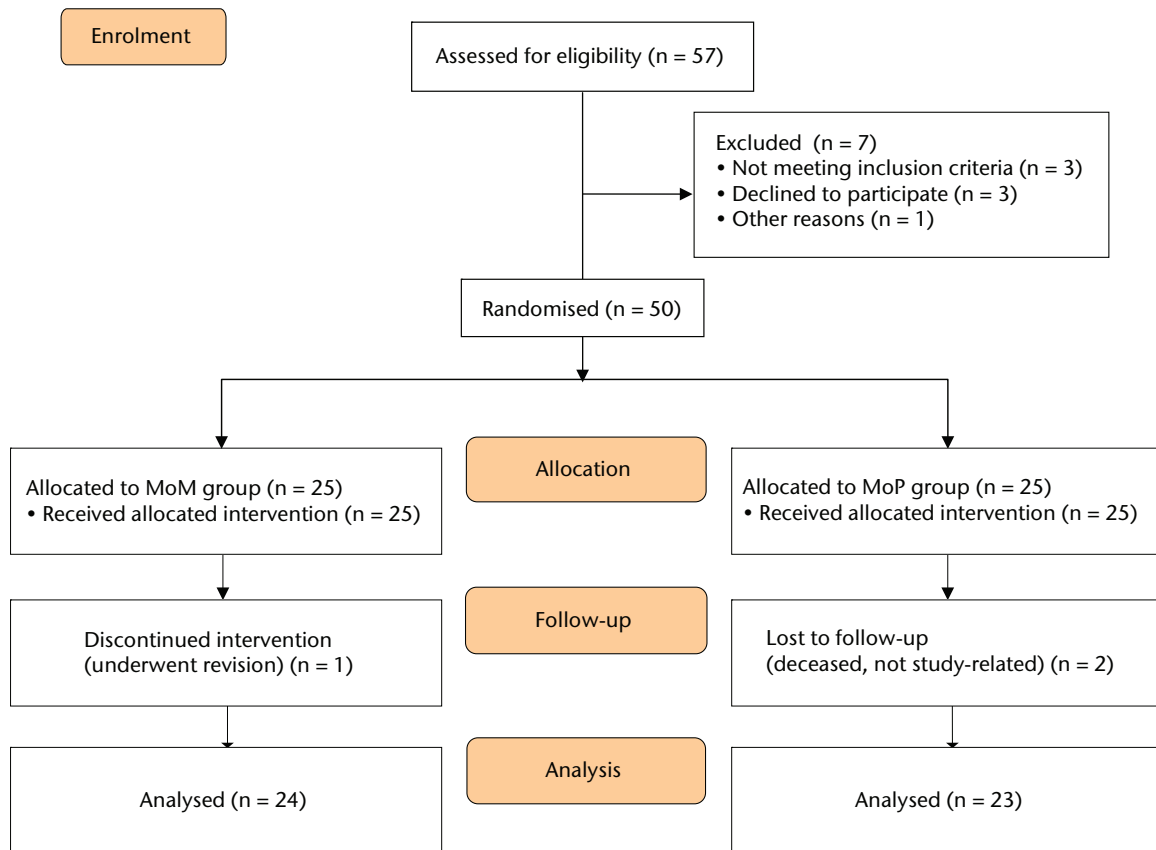 Enrolment
Assessed for eligibility (n = 57)
Excluded (n = 7)
• Not meeting inclusion criteria (n = 3)
• Declined to participate (n = 3)
• Other reasons (n = 1)
Randomised (n = 50)
Allocation
Allocated to MoM group (n = 25)
• Received allocated intervention (n = 25)
Allocated to MoP group (n = 25)
• Received allocated intervention (n = 25)
Follow-up
Discontinued intervention
(underwent revision) (n = 1)
Lost to follow-up
(deceased, not study-related) (n = 2)
Analysis
Analysed (n = 24)
Analysed (n = 23)